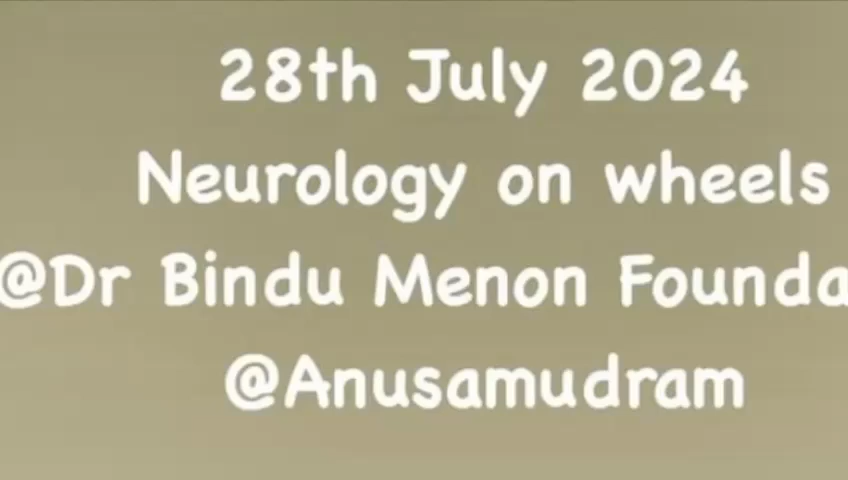 28th July 2024
Neurology on wheels
@Dr Bindu Menon Founda
@Anusamudram